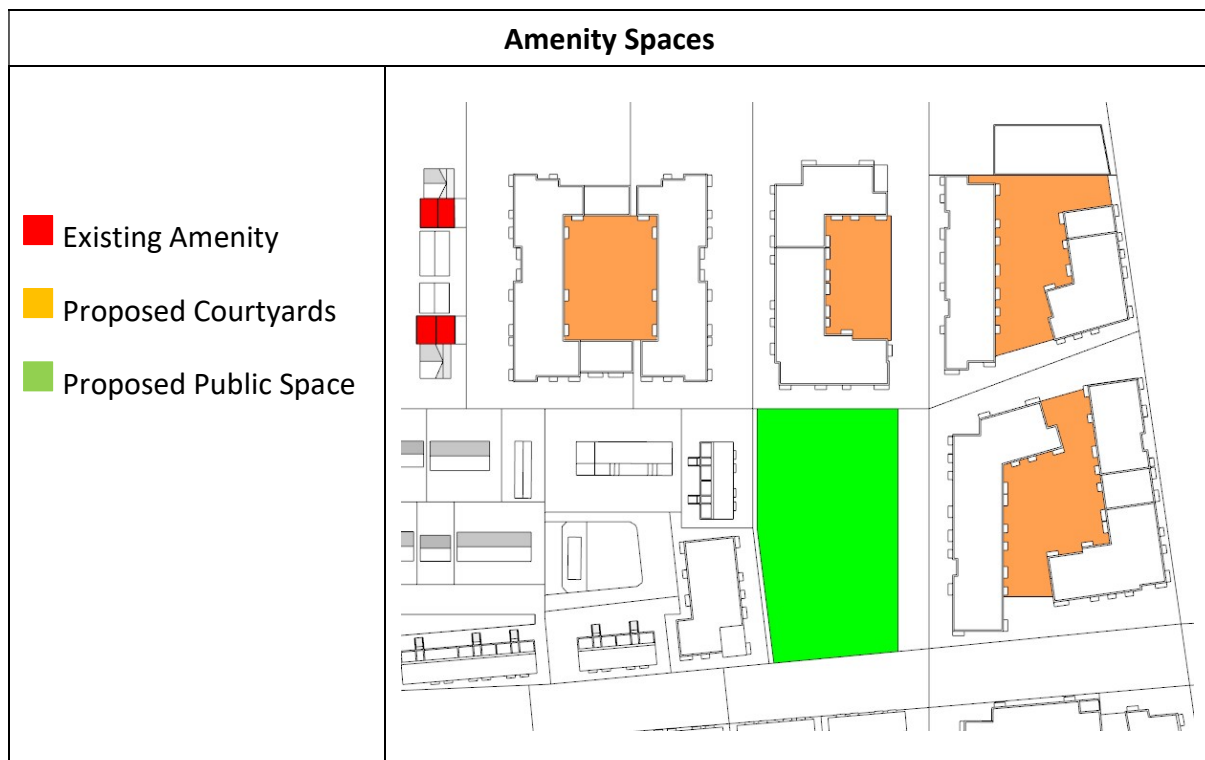 Amenity Spaces
Existing Amenity
Proposed Courtyards
Proposed Public Space